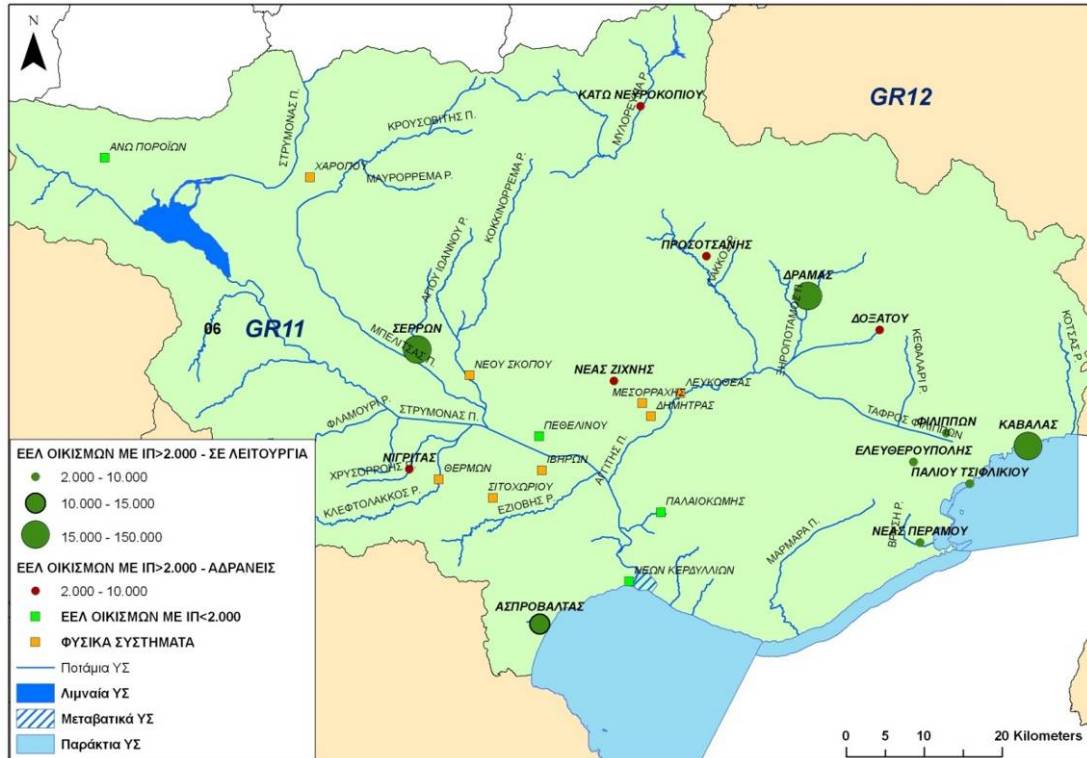 N
ΚΑΤΩ ΝΕΥΡΟΚΟΠΙΟΥ
GR12
ΜΥΛΟΡΕΥΜΑ Ρ.
ΣΤΡΥΜΟΝΑΣ Π.
ΚΡΟΥΣΟΒΙΤΗΣ Π.
ΑΝΩ ΠΟΡΟΪΩΝ
ΧΑΡΟΠΟΥ
ΜΑΥΡΟΡΡΕΜΑ Ρ.
ΚΟΚΚΙΝΟΡΡΕΜΑ Ρ.
ΑΓΙΟΥ ΙΩΑΝΝΟΥ Ρ.
ΠΡΟΣΟΤΣΑΝΗΣ
ΛΑΚΚΟΣ Ρ.
ΔΡΑΜΑΣ
ΞΗΡΟΠΟΤΑΜΟΣ Π.
ΔΟΞΑΤΟΥ
ΚΕΦΑΛΑΡΙ Ρ.
ΚΟΤΣΑΣ Ρ.
06
GR11
ΣΕΡΡΩΝ
ΜΠΕΛΙΤΣΑΣ Π.
ΝΕΟΥ ΣΚΟΠΟΥ
ΝΕΑΣ ΖΙΧΝΗΣ
ΛΕΥΚΟΘΕΑΣ
ΜΕΣΟΡΡΑΧΗΣ
ΔΗΜΗΤΡΑΣ
ΦΛΑΜΟΥΡΙ Ρ.
ΣΤΡΥΜΟΝΑΣ Π.
ΤΑΦΡΟΣ ΦΙΛΙΠΠΩΝ
ΦΙΛΙΠΠΩΝ
ΚΑΒΑΛΑΣ
ΠΕΘΕΛΙΝΟΥ
ΕΛΕΥΘΕΡΟΥΠΟΛΗΣ
ΝΙΓΡΙΤΑΣ
ΧΡΥΣΟΡΡΟΗΣ
ΘΕΡΜΩΝ
ΙΒΗΡΩΝ
ΑΓΓΙΤΗΣ Π.
ΠΑΛΙΟΥ ΤΣΙΦΛΙΚΙΟΥ
ΚΛΕΦΤΟΛΑΚΚΟΣ Ρ.
ΣΙΤΟΧΩΡΙΟΥ
ΕΖΙΟΒΗΣ Ρ.
ΠΑΛΑΙΟΚΩΜΗΣ
ΜΑΡΜΑΡΑ Π.
ΒΡΥΣΗ Ρ.
ΝΕΑΣ ΠΕΡΑΜΟΥ
ΝΕΩΝ ΚΕΡΔΥΛΛΙΩΝ
ΑΣΠΡΟΒΑΛΤΑΣ
ΕΕΛ ΟΙΚΙΣΜΩΝ ΜΕ ΙΠ>2.000 - ΣΕ ΛΕΙΤΟΥΡΓΙΑ
2.000 - 10.000
10.000 - 15.000
15.000 - 150.000
ΕΕΛ ΟΙΚΙΣΜΩΝ ΜΕ ΙΠ>2.000 - ΑΔΡΑΝΕΙΣ
2.000 - 10.000
ΕΕΛ ΟΙΚΙΣΜΩΝ ΜΕ ΙΠ<2.000
ΦΥΣΙΚΑ ΣΥΣΤΗΜΑΤΑ
Ποτάμια ΥΣ
Λιμναία ΥΣ
Μεταβατικά ΥΣ
Παράκτια ΥΣ
0 5 10 20 Kilometers